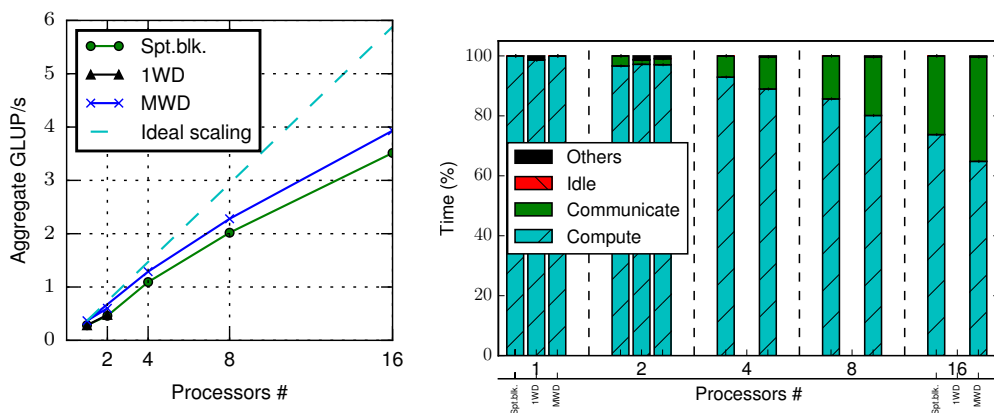 6
5
4
3
2
1
0
Aggregate GLUP/s
Spt.blk.
1WD
MWD
Ideal scaling
2 4 8 16
Processors #
100
80
60
40
20
0
Time (%)
Others
Idle
Communicate
Compute
1 2 4 8 16
Spt.blk. 1WD MWD Spt.blk. 1WD MWD
Processors #